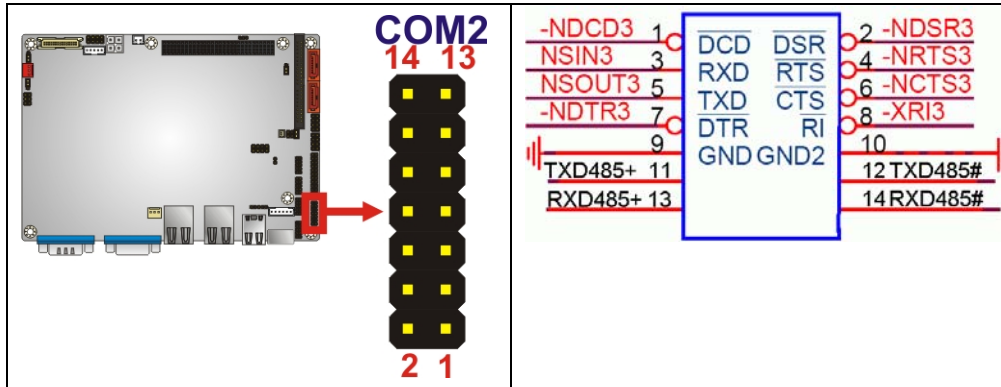 COM2
14 13
2 1
-NDCD3 1 DCD DSR 2 -NDSR3
NSIN3 3 RXD RTS 4 -NRTS3
NSOUT3 5 TXD CTS 6 -NCTS3
-NDTR3 7 DTR RI 8 -XRI3
9 GND GND2 10
TXD485+ 11 12 TXD485#
RXD485+ 13 14 RXD485#